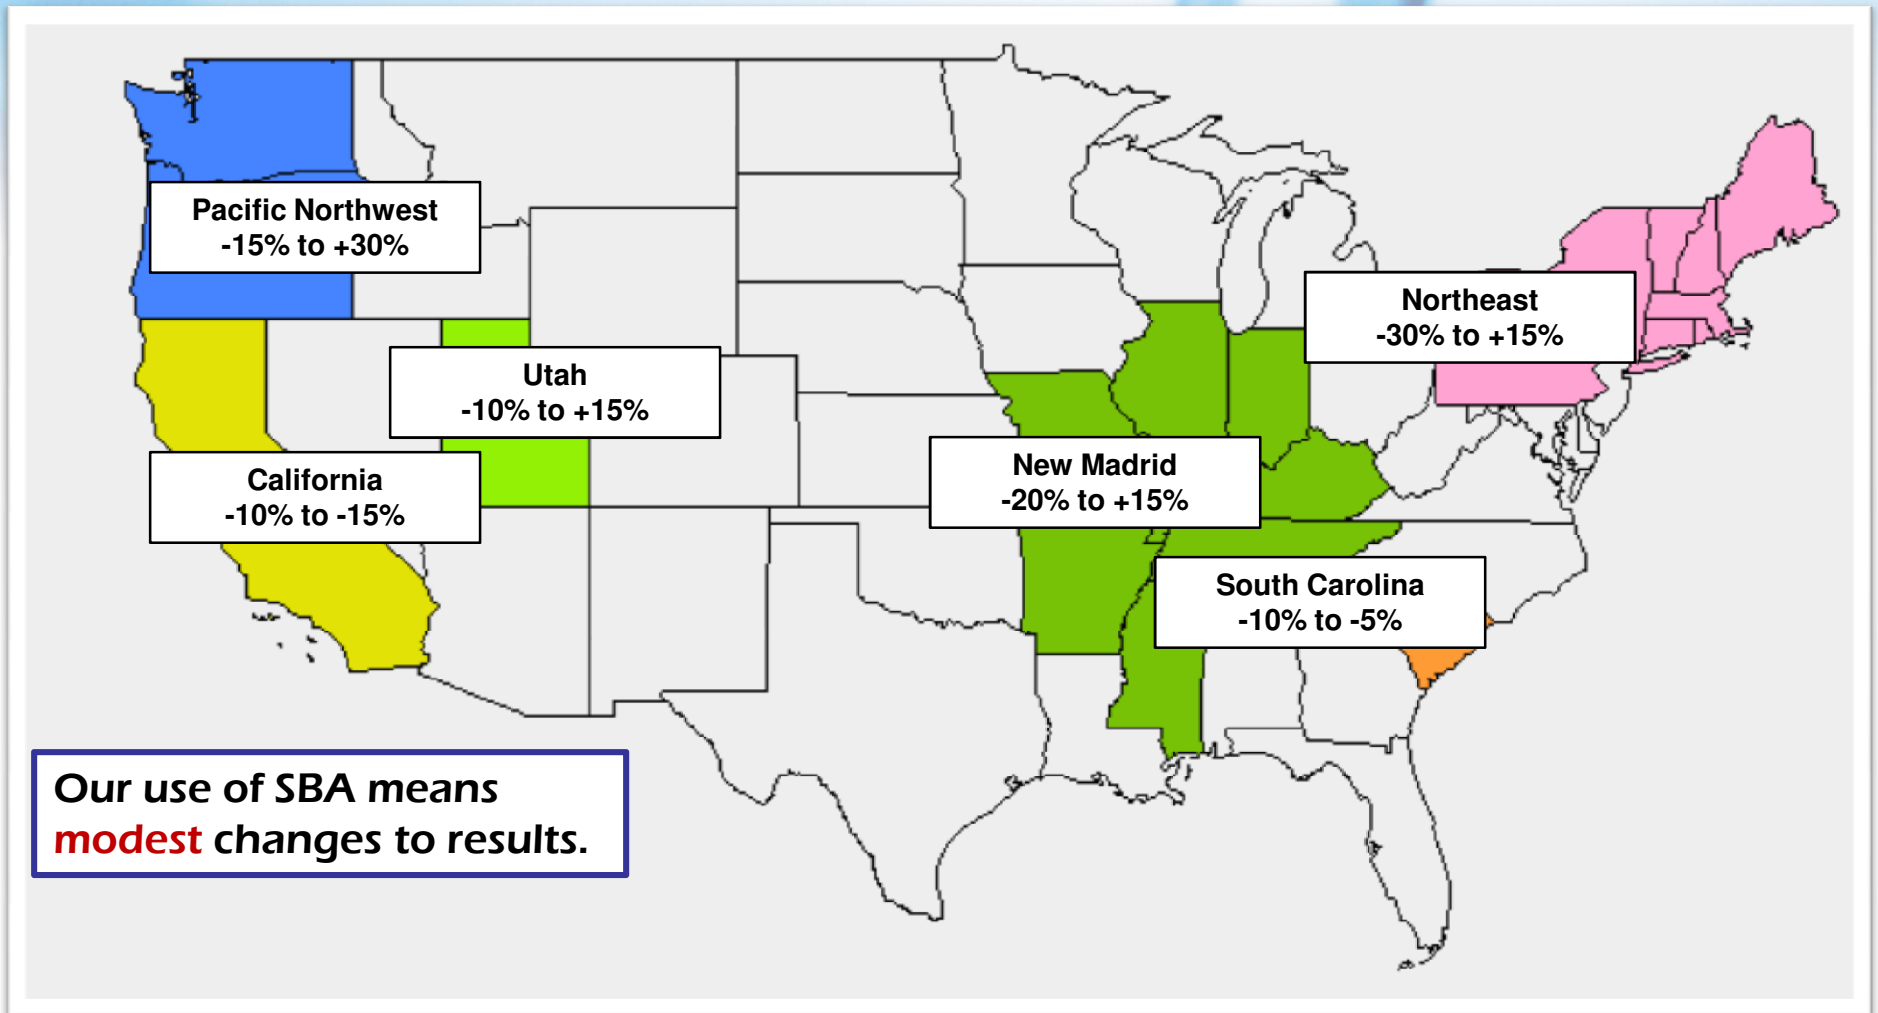 Pacific Northwest
-15% to +30%
Northeast
-30% to +15%
Utah
-10% to +15%
New Madrid
-20% to +15%
California
-10% to -15%
South Carolina
-10% to -5%
Our use of SBA means
modest changes to results.